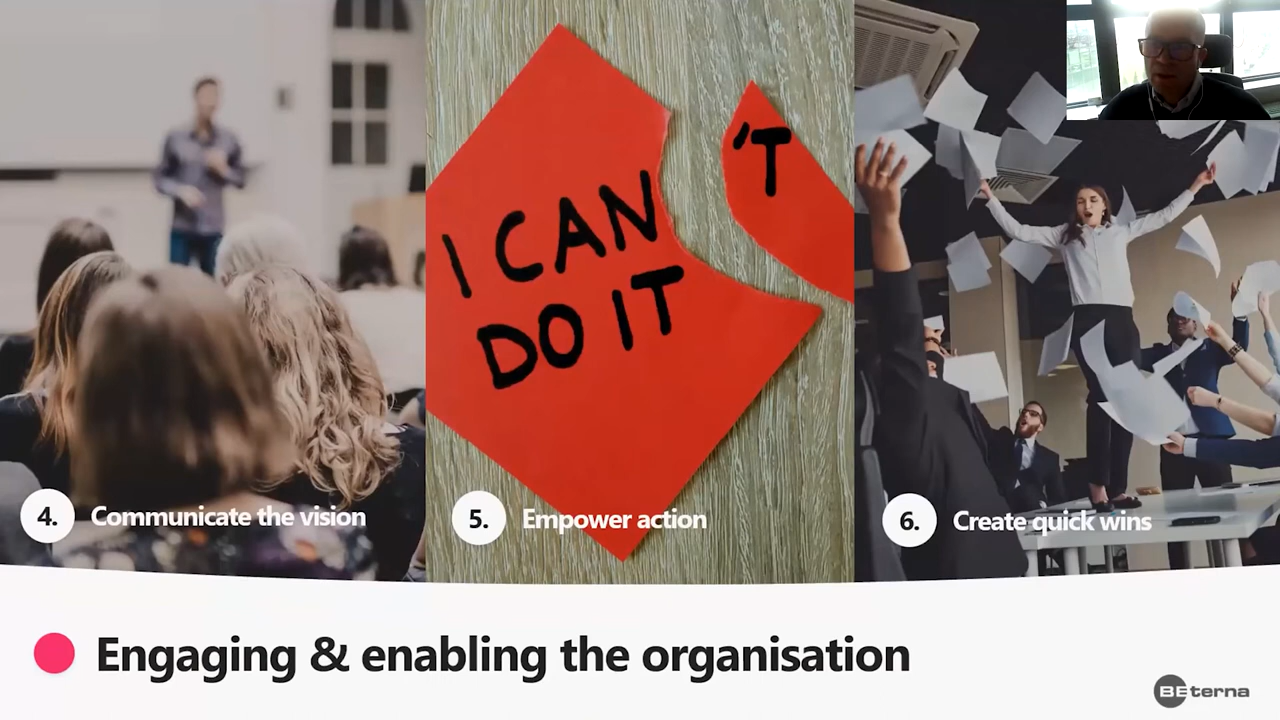 I CAN
'T
DO IT
4. Communicate the vision
5. Empower action
6. Create quick wins
Engaging & enabling the organisation
BEterna